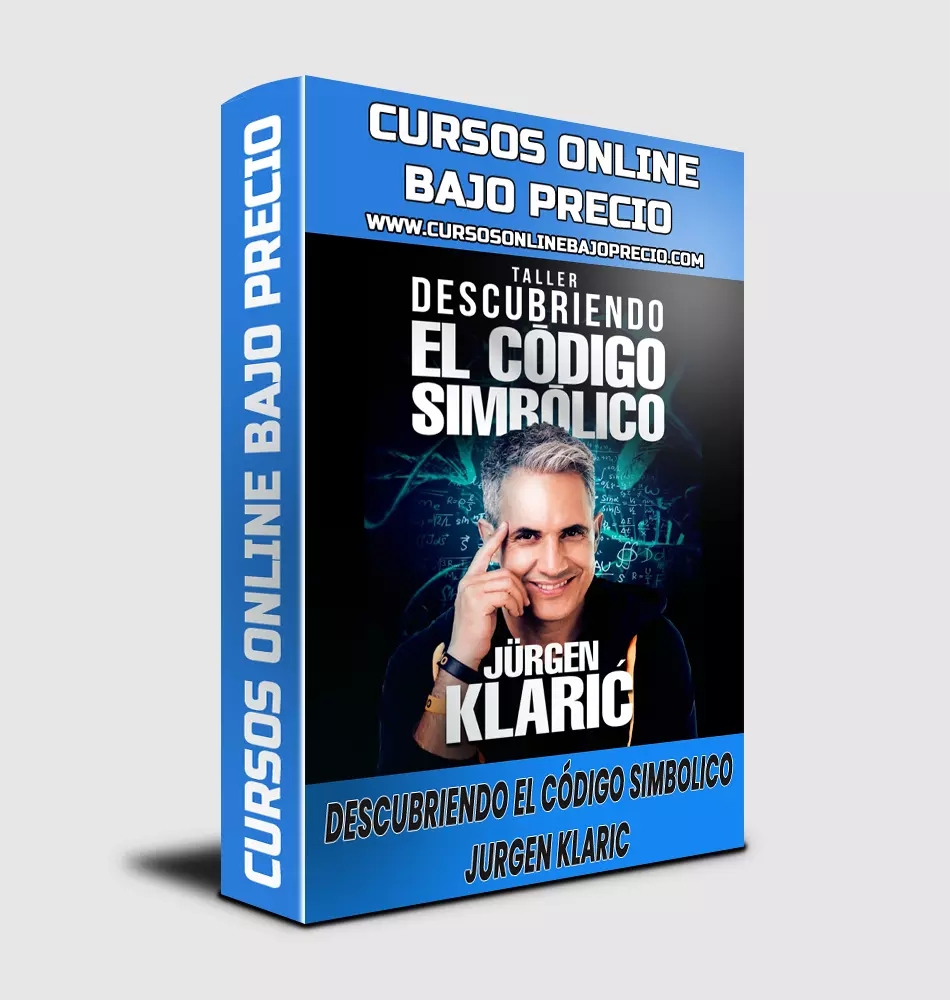 CURSOS ONLINE BAJO PRECIO
CURSOS ONLINE
BAJO PRECIO
WWW.CURSOSONLINEBAJOPRECIO.COM
TALLER
DESCUBRIENDO
EL CÓDIGO
SIMBÓLICO
JÜRGEN
KLARIĆ
DESCUBRIENDO EL CÓDIGO SIMBOLICO
JURGEN KLARIC